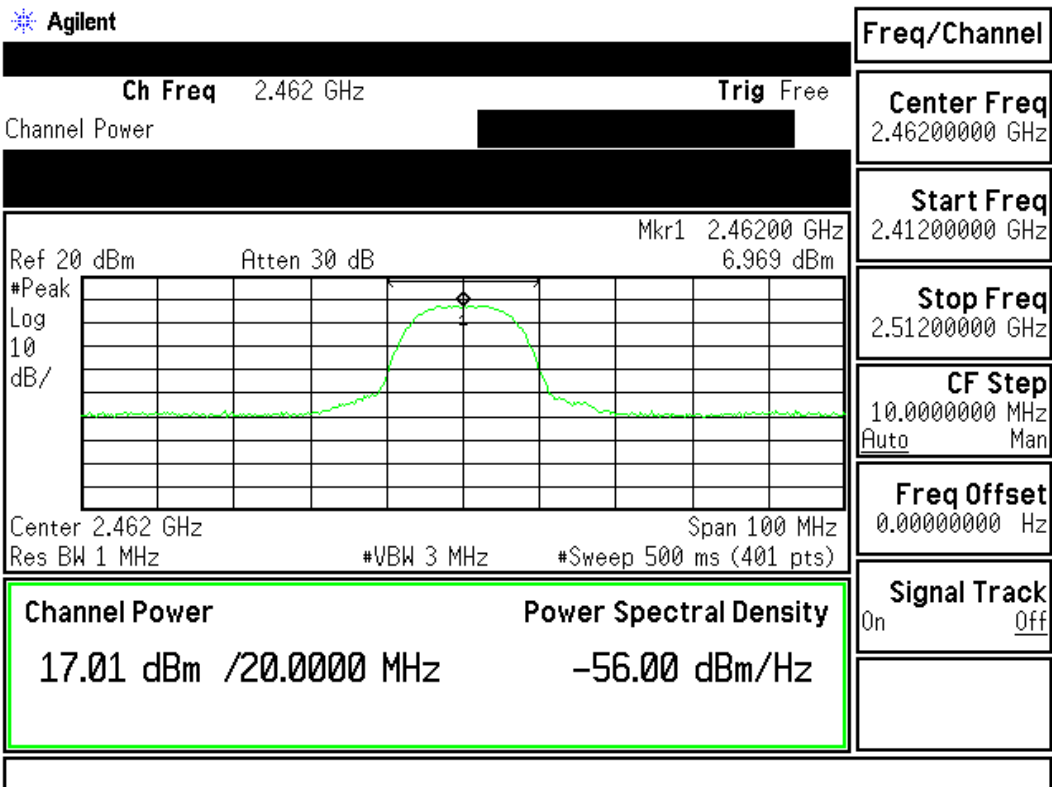 Agilent
Freq/Channel
Ch Freq 2.462 GHz Trig Free
Channel Power
Center Freq
2.46200000 GHz
Start Freq
2.41200000 GHz
Stop Freq
2.51200000 GHz
CF Step
10.0000000 MHz
Auto Man
Freq Offset
0.00000000 Hz
Signal Track
On Off
Mkr1 2.46200 GHz
Ref 20 dBm Atten 30 dB 6.969 dBm
#Peak
Log
10
dB/
1
Center 2.462 GHz Span 100 MHz
Res BW 1 MHz #VBW 3 MHz #Sweep 500 ms (401 pts)
Channel Power Power Spectral Density
17.01 dBm /20.0000 MHz -56.00 dBm/Hz